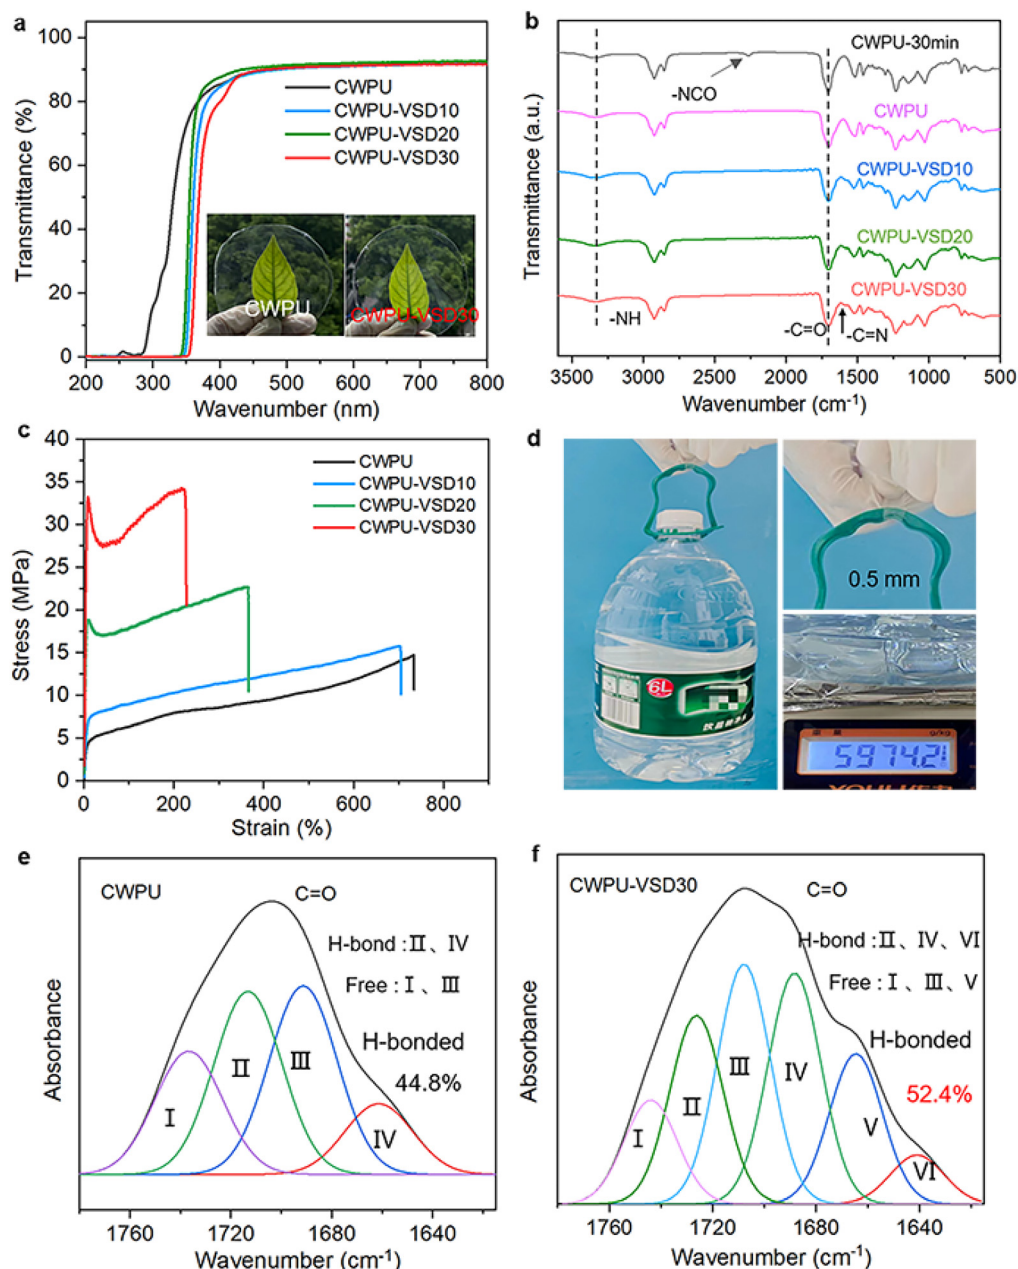 a
100
80
60
40
20
0
Transmittance (%)
CWPU
CWPU-VSD10
CWPU-VSD20
CWPU-VSD30
CWPU
CWPU-VSD30
200 300 400 500 600 700 800
Wavenumber (nm)
b
Transmittance (a.u.)
CWPU-30min
-NCO
CWPU
CWPU-VSD10
CWPU-VSD20
CWPU-VSD30
-NH
-C=O
-C=N
3500 3000 2500 2000 1500 1000 500
Wavenumber (cm⁻¹)
c
40
35
30
25
20
15
10
5
0
Stress (MPa)
CWPU
CWPU-VSD10
CWPU-VSD20
CWPU-VSD30
0 200 400 600 800
Strain (%)
d
6L
0.5 mm
g/kg
5974.2
e
CWPU
C=O
H-bond :Ⅱ、Ⅳ
Free : Ⅰ、Ⅲ
H-bonded
44.8%
Ⅰ
Ⅱ
Ⅲ
Ⅳ
Absorbance
1760 1720 1680 1640
Wavenumber (cm⁻¹)
f
CWPU-VSD30
C=O
H-bond :Ⅱ、Ⅳ、Ⅵ
Free : Ⅰ、Ⅲ、Ⅴ
H-bonded
52.4%
Ⅰ
Ⅱ
Ⅲ
Ⅳ
Ⅴ
Ⅵ
Absorbance
1760 1720 1680 1640
Wavenumber (cm⁻¹)